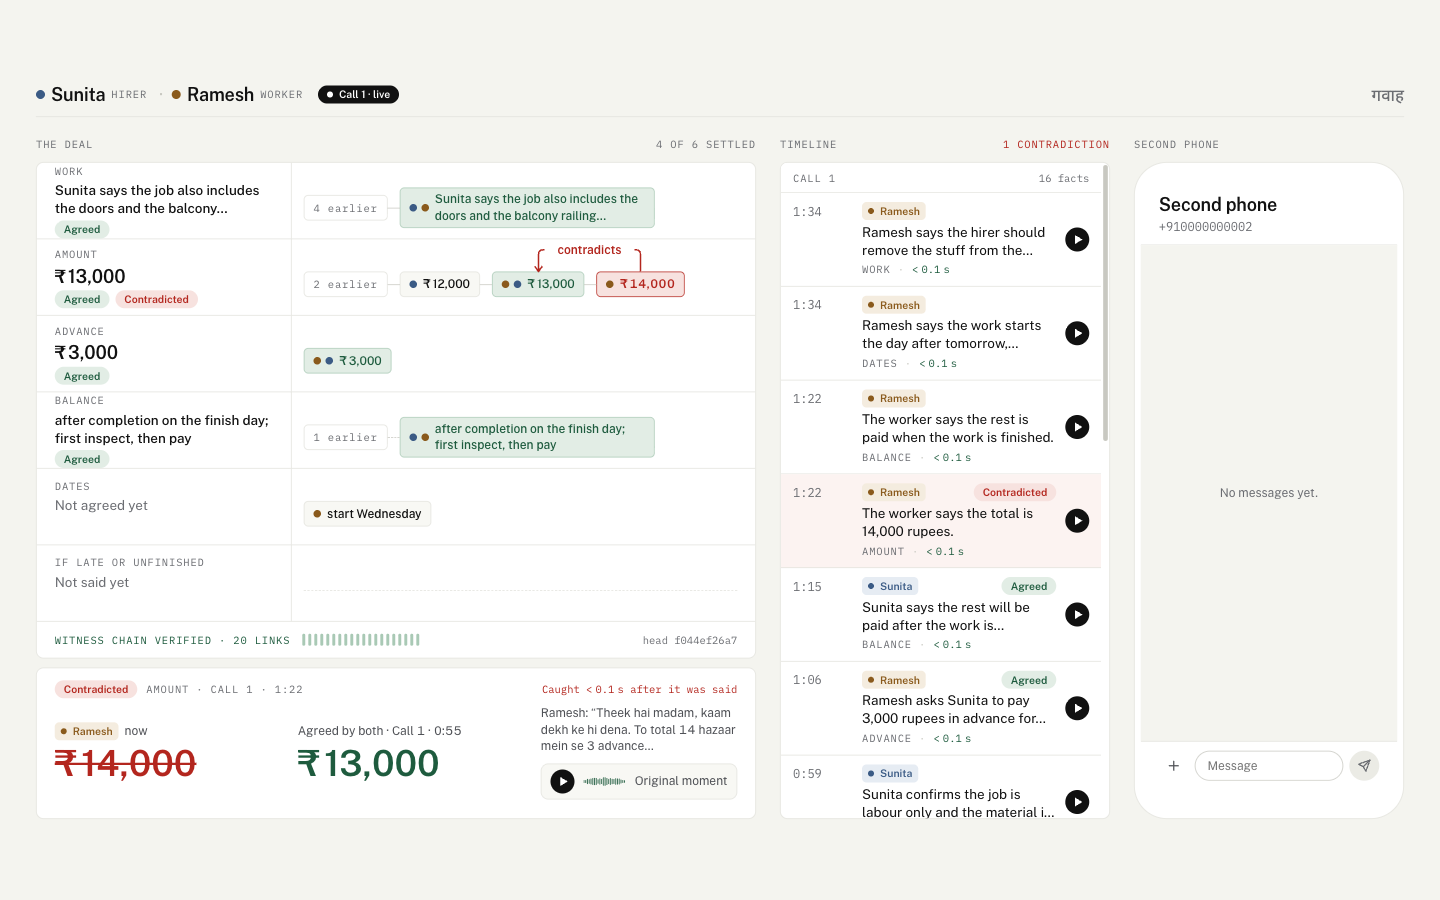 Sunita HIRER · Ramesh WORKER Call 1 · live
गवाह
THE DEAL
4 OF 6 SETTLED
WORK
Sunita says the job also includes
the doors and the balcony…
Agreed
4 earlier
Sunita says the job also includes the
doors and the balcony railing…
AMOUNT
₹13,000
Agreed Contradicted
contradicts
2 earlier
₹12,000
₹13,000
₹14,000
ADVANCE
₹3,000
Agreed
₹3,000
BALANCE
after completion on the finish day;
first inspect, then pay
Agreed
1 earlier
after completion on the finish day;
first inspect, then pay
DATES
Not agreed yet
start Wednesday
IF LATE OR UNFINISHED
Not said yet
WITNESS CHAIN VERIFIED · 20 LINKS
head f044ef26a7
Contradicted AMOUNT · CALL 1 · 1:22
Caught <0.1 s after it was said
Ramesh now
₹14,000
Agreed by both · Call 1 · 0:55
₹13,000
Ramesh: “Theek hai madam, kaam
dekh ke hi dena. To total 14 hazaar
mein se 3 advance…
Original moment
TIMELINE
1 CONTRADICTION
CALL 1
16 facts
1:34
Ramesh
Ramesh says the hirer should
remove the stuff from the…
WORK · <0.1 s
1:34
Ramesh
Ramesh says the work starts
the day after tomorrow,…
DATES · <0.1 s
1:22
Ramesh
The worker says the rest is
paid when the work is finished.
BALANCE · <0.1 s
1:22
Ramesh Contradicted
The worker says the total is
14,000 rupees.
AMOUNT · <0.1 s
1:15
Sunita Agreed
Sunita says the rest will be
paid after the work is…
BALANCE · <0.1 s
1:06
Ramesh Agreed
Ramesh asks Sunita to pay
3,000 rupees in advance for…
ADVANCE · <0.1 s
0:59
Sunita
Sunita confirms the job is
labour only and the material i…
SECOND PHONE
Second phone
+910000000002
No messages yet.
+ Message